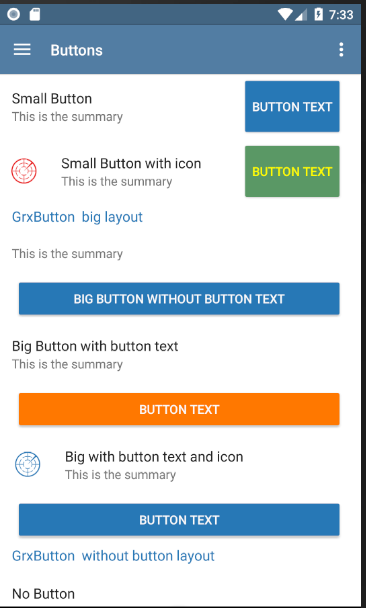 7:33
Buttons
Small Button
This is the summary
BUTTON TEXT
Small Button with icon
This is the summary
BUTTON TEXT
GrxButton  big layout
This is the summary
BIG BUTTON WITHOUT BUTTON TEXT
Big Button with button text
This is the summary
BUTTON TEXT
Big with button text and icon
This is the summary
BUTTON TEXT
GrxButton  without button layout
No Button